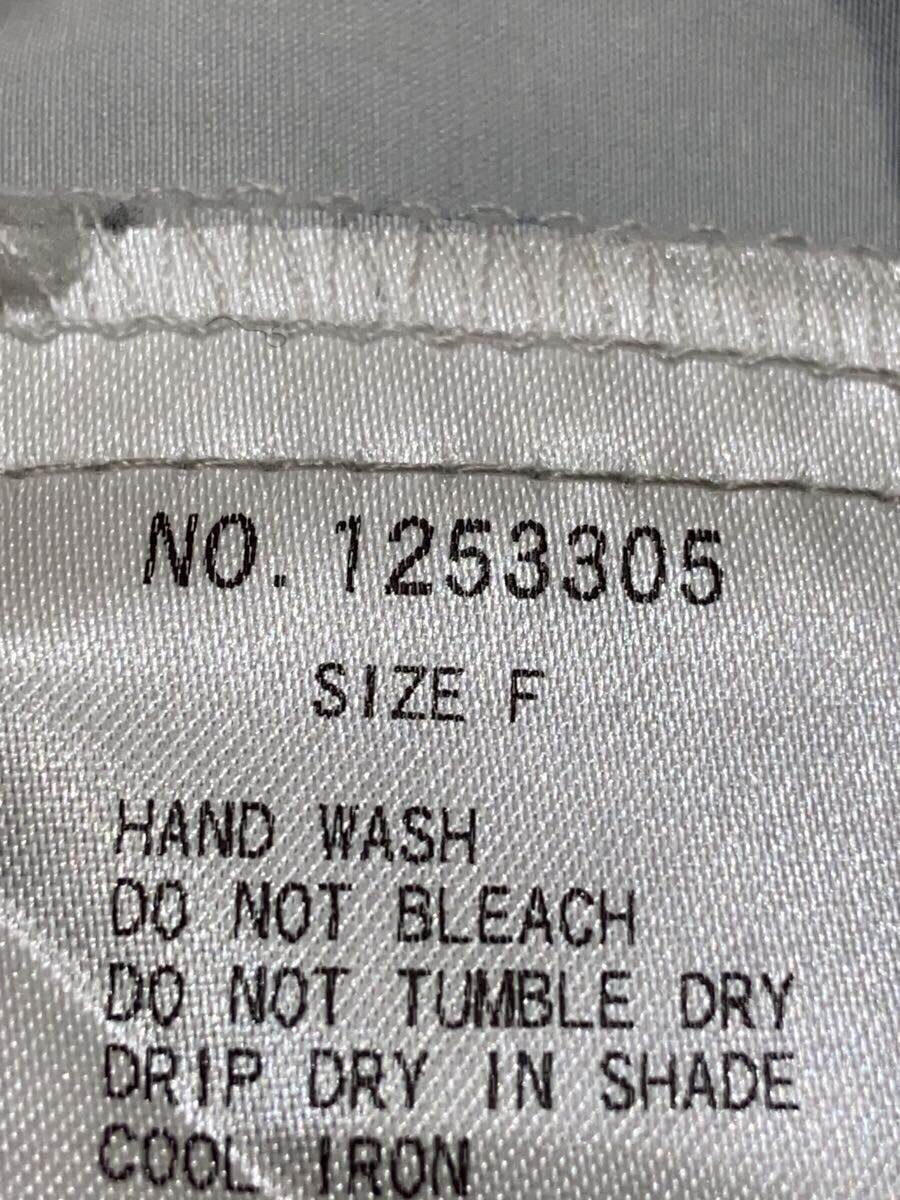 NO. 1253305
SIZE F
HAND WASH
DO NOT BLEACH
DO NOT TUMBLE DRY
DRIP DRY IN SHADE
COOL IRON